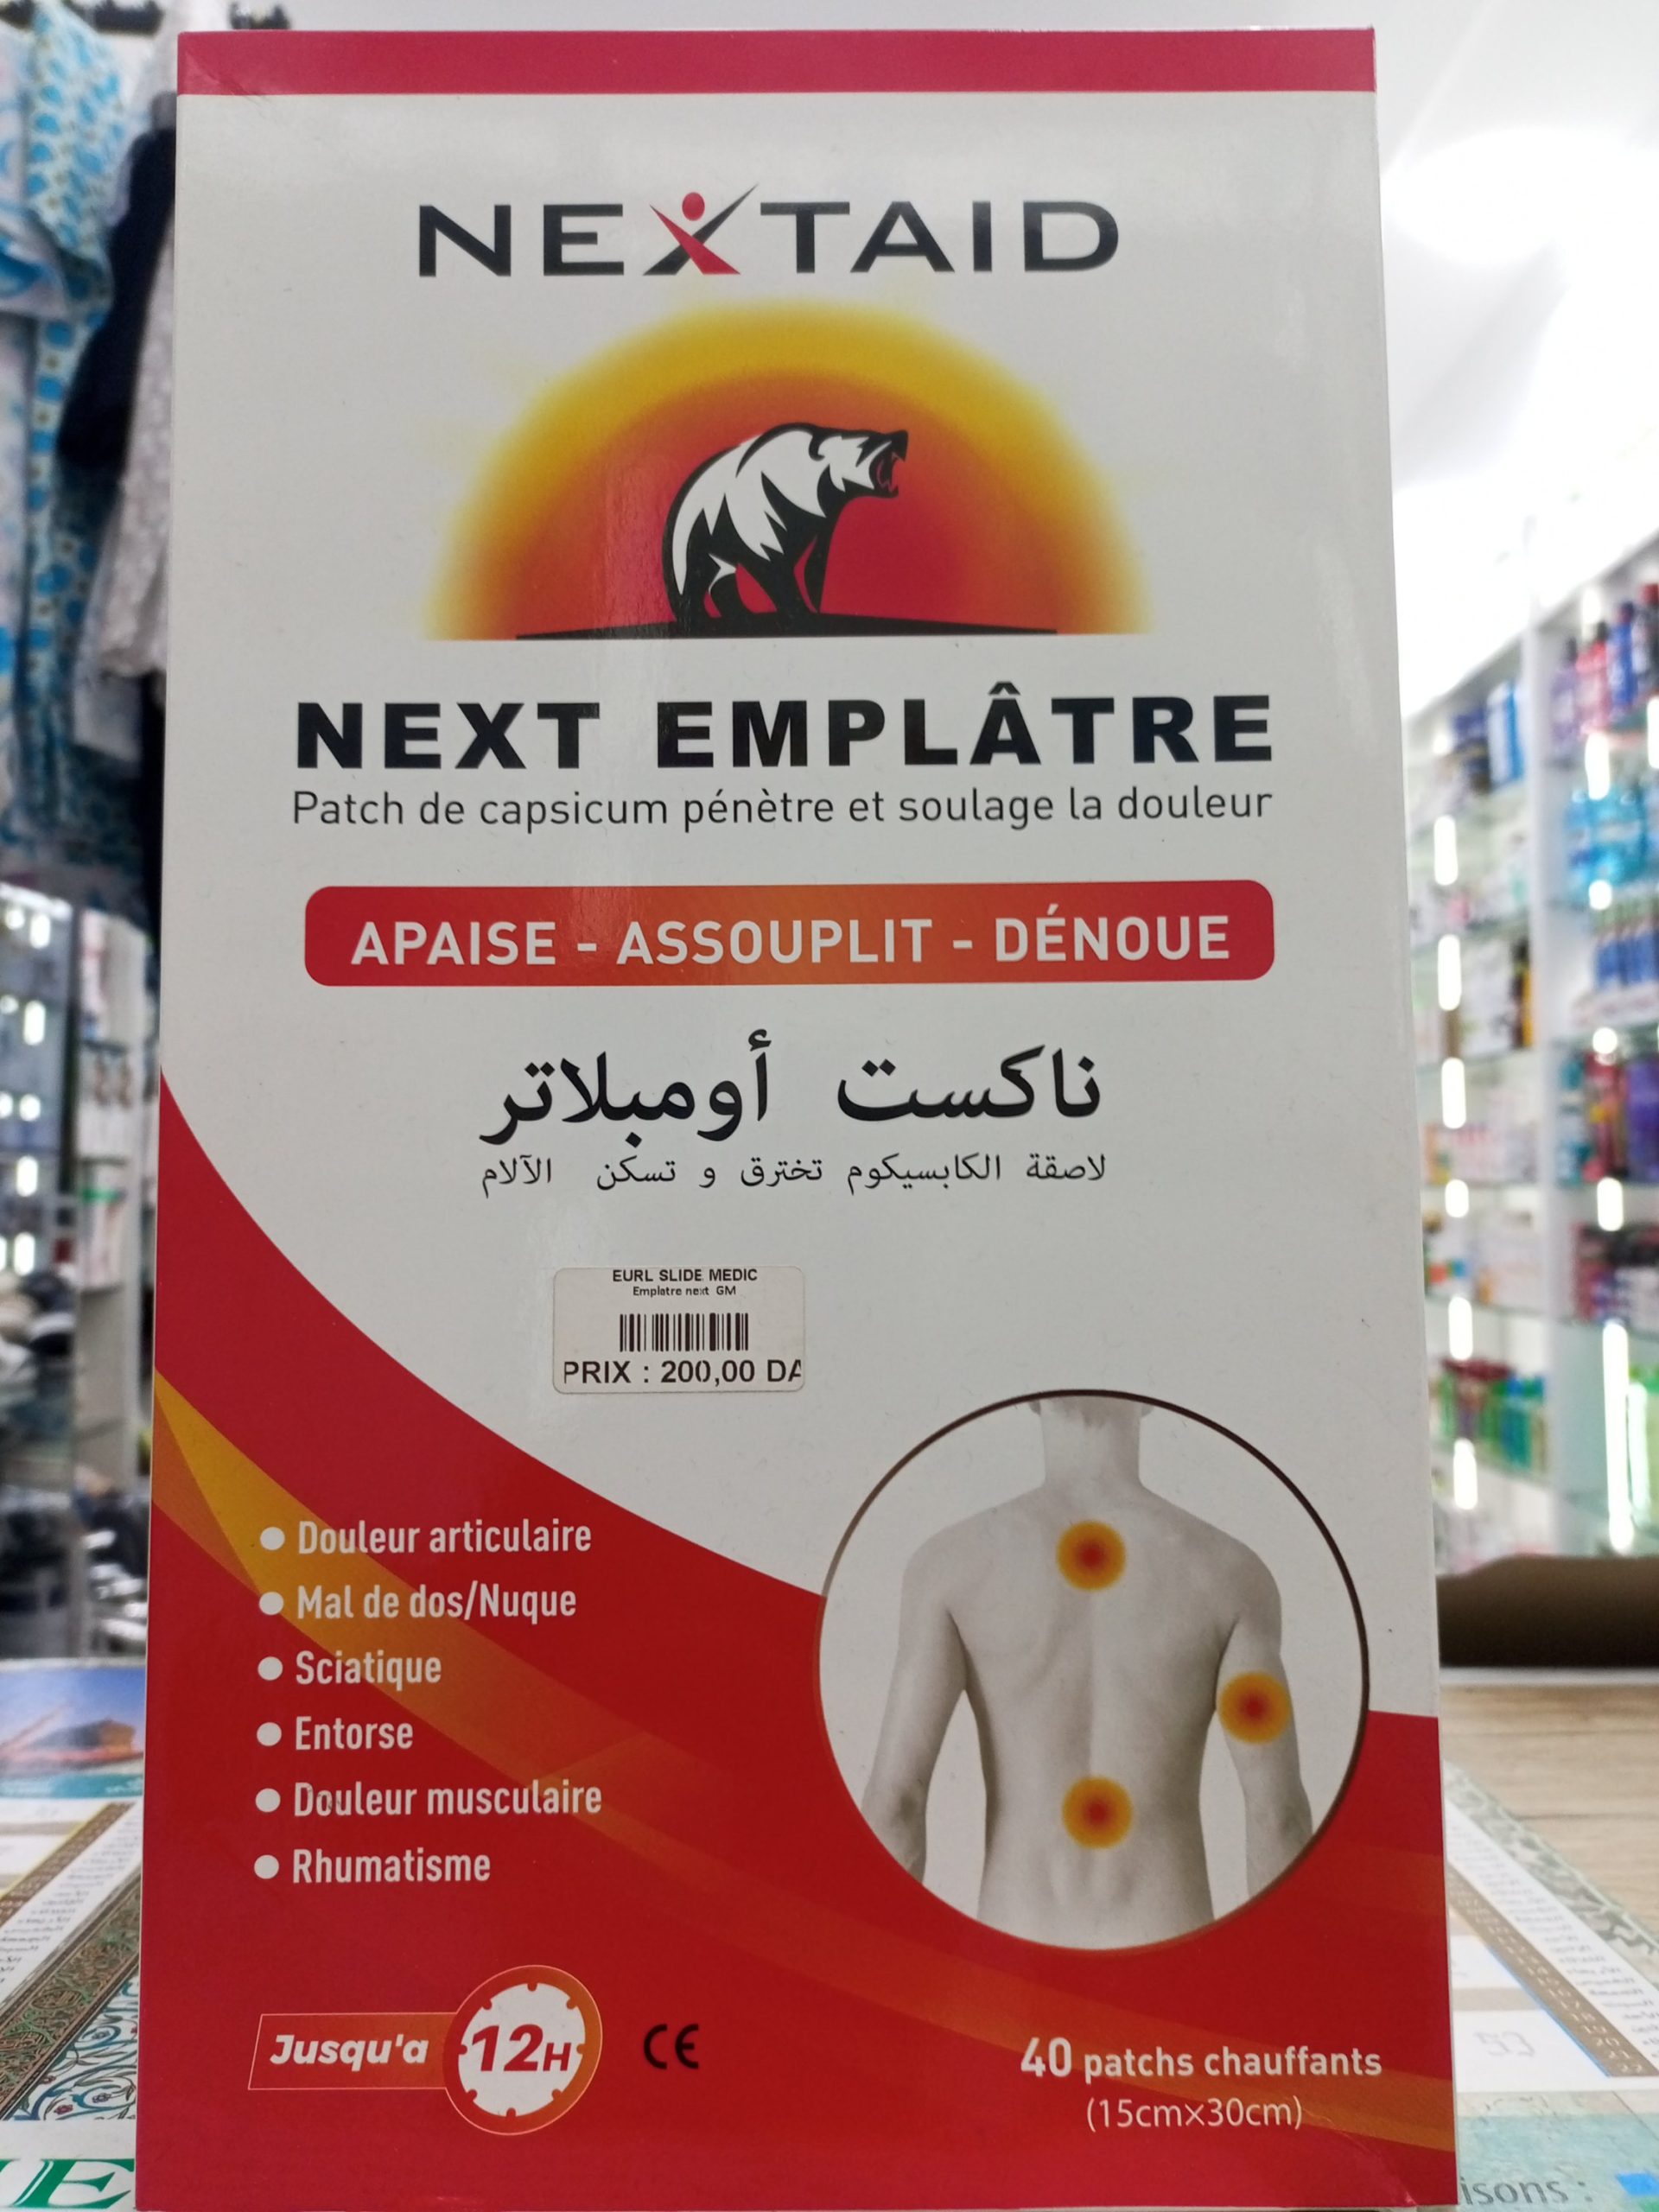 NEXTAID
NEXT EMPLÂTRE
Patch de capsicum pénètre et soulage la douleur
APAISE - ASSOUPLIT - DÉNOUE
ناكست أومبلاتر
لاصقة الكابسيكوم تخترق و تسكن الآلام
EURL SLIDE MEDIC
Emplatre next GM
PRIX : 200,00 DA
Douleur articulaire
Mal de dos/Nuque
Sciatique
Entorse
Douleur musculaire
Rhumatisme
Jusqu'a 12H
CE
40 patchs chauffants
(15cmx30cm)
isons :